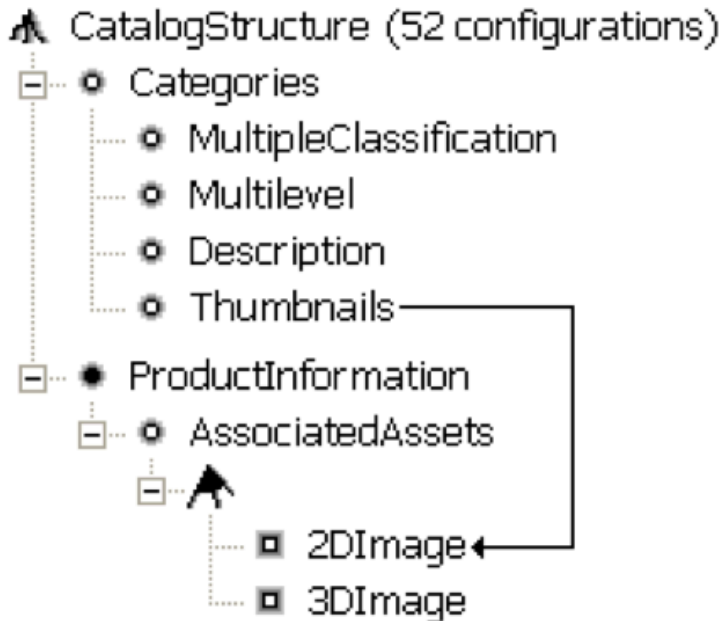 CatalogStructure (52 configurations)
Categories
MultipleClassification
Multilevel
Description
Thumbnails
ProductInformation
AssociatedAssets
2DImage
3DImage